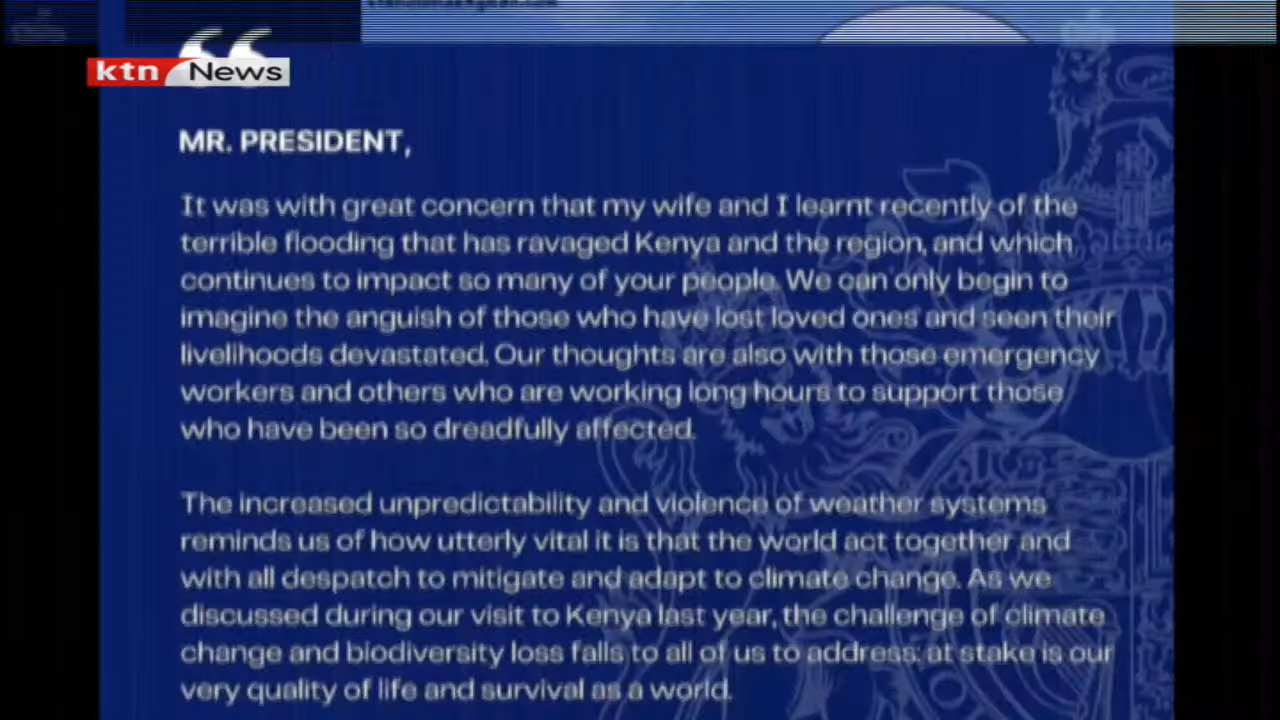 ktn News
MR. PRESIDENT,
It was with great concern that my wife and I learnt recently of the
terrible flooding that has ravaged Kenya and the region, and which
continues to impact so many of your people. We can only begin to
imagine the anguish of those who have lost loved ones and seen their
livelihoods devastated. Our thoughts are also with those emergency
workers and others who are working long hours to support those
who have been so dreadfully affected.
The increased unpredictability and violence of weather systems
reminds us of how utterly vital it is that the world act together and
with all despatch to mitigate and adapt to climate change. As we
discussed during our visit to Kenya last year, the challenge of climate
change and biodiversity loss falls to all of us to address: at stake is our
very quality of life and survival as a world.